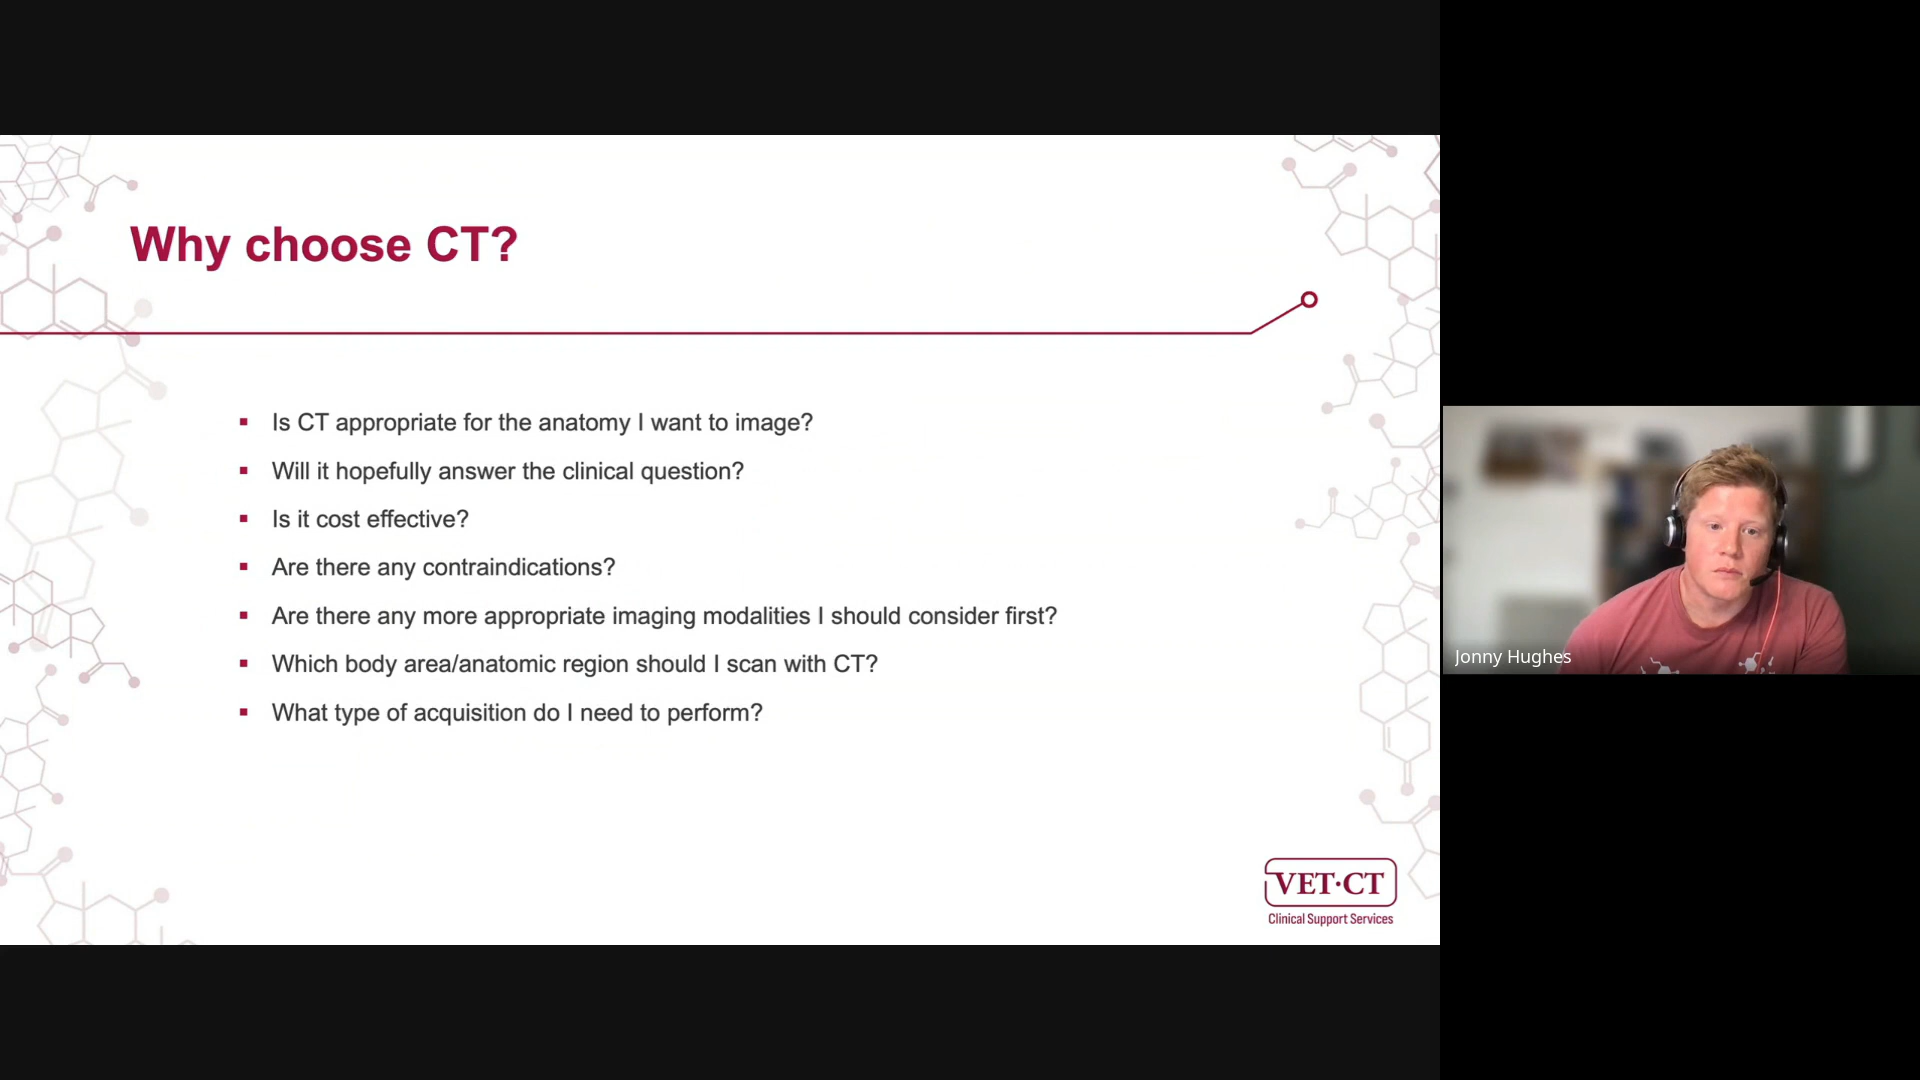 Why choose CT?
Is CT appropriate for the anatomy I want to image?
Will it hopefully answer the clinical question?
Is it cost effective?
Are there any contraindications?
Are there any more appropriate imaging modalities I should consider first?
Which body area/anatomic region should I scan with CT?
What type of acquisition do I need to perform?
VET·CT
Clinical Support Services
Jonny Hughes